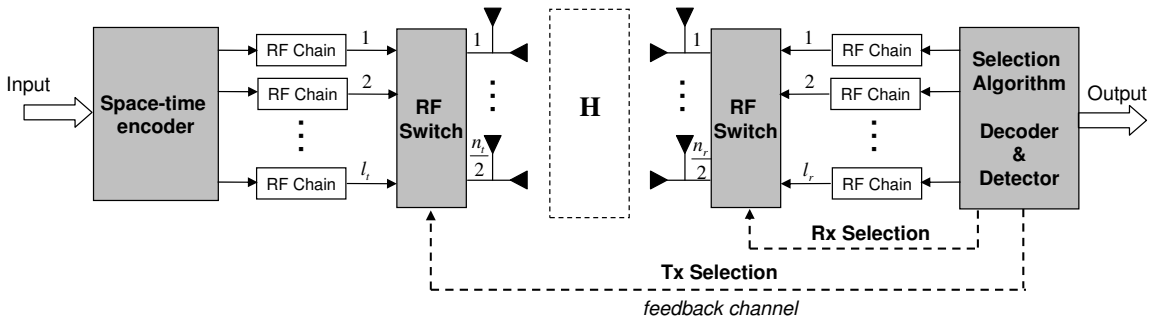 Input
Space-time
encoder
RF Chain
1
RF Chain
2
RF Chain
l_t
RF
Switch
1
n_t/2
H
1
n_r/2
RF
Switch
1
RF Chain
2
RF Chain
l_r
RF Chain
Selection
Algorithm
Decoder
&
Detector
Output
Rx Selection
Tx Selection
feedback channel